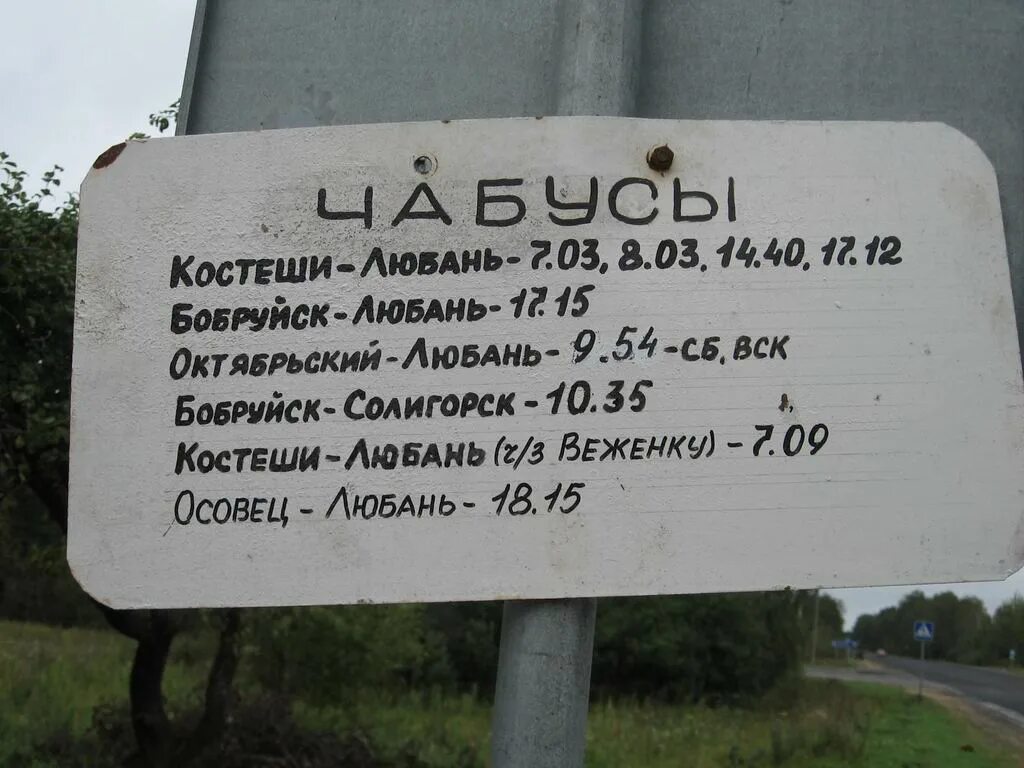 ЧАБУСЫ
КОСТЕШИ-ЛЮБАНЬ-7.03, 8.03, 14.40, 17.12
БОБРУЙСК-ЛЮБАНЬ-17.15
ОКТЯБРЬСКИЙ-ЛЮБАНЬ-9.54-СБ, ВСК
БОБРУЙСК-СОЛИГОРСК-10.35
КОСТЕШИ-ЛЮБАНЬ (ч/з ВЕЖЕНКУ)-7.09
ОСОВЕЦ-ЛЮБАНЬ-18.15